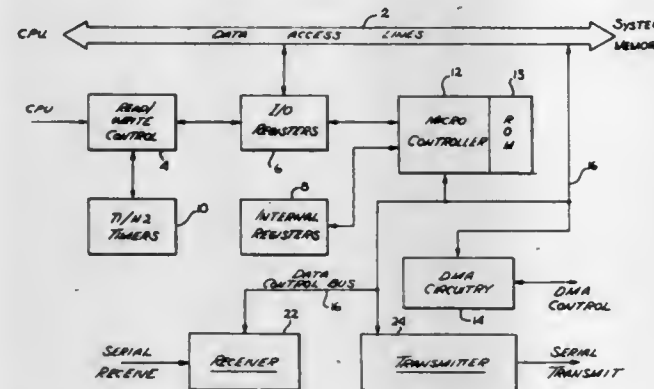 2
CPU DATA ACCESS LINES SYSTEM MEMORY
12
13
CPU
READ/WRITE CONTROL
4
I/O REGISTERS
6
MICRO CONTROLLER
ROM
16
8
T1/N2 TIMERS
10
INTERNAL REGISTERS
DMA CIRCUITRY
14
DMA CONTROL
DATA CONTROL BUS
16
22
24
SERIAL RECEIVE
RECEIVER
TRANSMITTER
SERIAL TRANSMIT